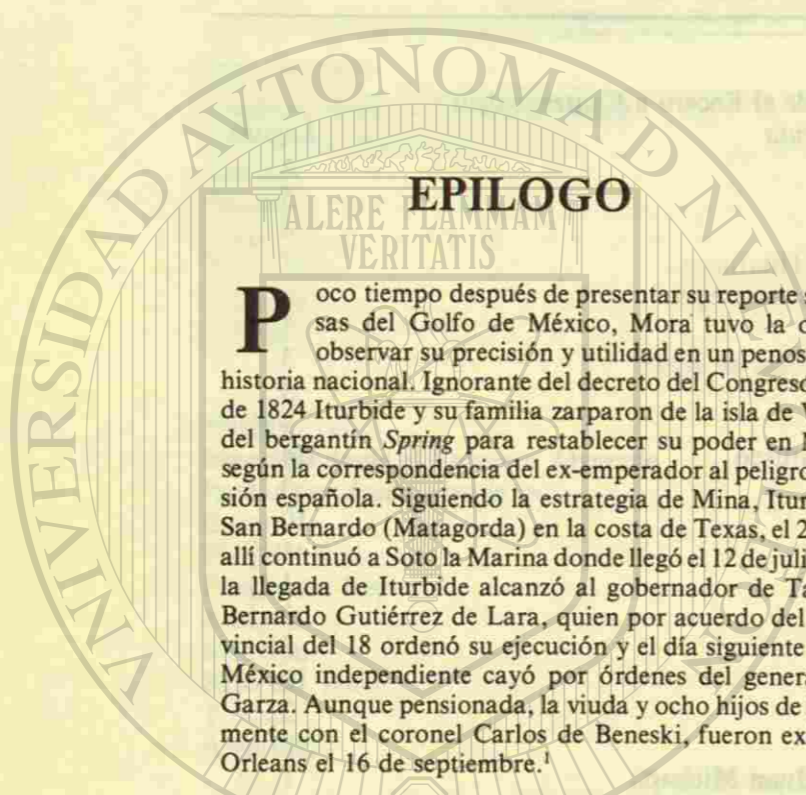 UNIVERSIDAD AVTONOMA D NV
ALERE FLAMMAM
VERITATIS
EPILOGO
Poco tiempo después de presentar su reporte
sas del Golfo de México, Mora tuvo la
observar su precisión y utilidad en un penos
historia nacional. Ignorante del decreto del Congreso
de 1824 Iturbide y su familia zarparon de la isla de
del bergantín Spring para restablecer su poder en
según la correspondencia del ex-emperador al peligro
sión española. Siguiendo la estrategia de Mina, Itur
San Bernardo (Matagorda) en la costa de Texas, el 2
allí continuó a Soto la Marina donde llegó el 12 de juli
la llegada de Iturbide alcanzó al gobernador de Ta
Bernardo Gutiérrez de Lara, quien por acuerdo del
vincial del 18 ordenó su ejecución y el día siguiente
México independiente cayó por órdenes del gener
Garza. Aunque pensionada, la viuda y ocho hijos de
mente con el coronel Carlos de Beneski, fueron ex
Orleans el 16 de septiembre.¹